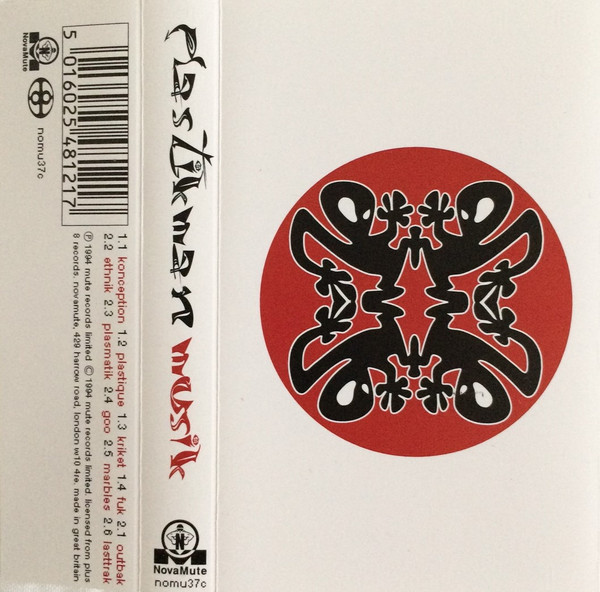 plastikman musik
NovaMute
nomu37c
NovaMute
nomu37c
5 016025 481217
1.1 konception 1.2 plastique 1.3 kriket 1.4 fuk 2.1 outbak
2.2 ethnik 2.3 plasmatik 2.4 goo 2.5 marbles 2.6 lasttrak
℗ 1994 mute records limited © 1994 mute records limited. licensed from plus
8 records. novamute, 429 harrow road, london w10 4re. made in great britain